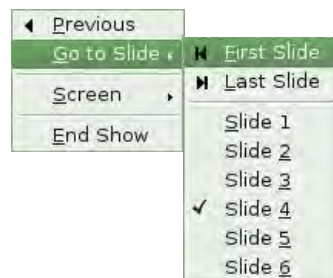 Previous
Go to Slide
Screen
End Show
First Slide
Last Slide
Slide 1
Slide 2
Slide 3
Slide 4
Slide 5
Slide 6